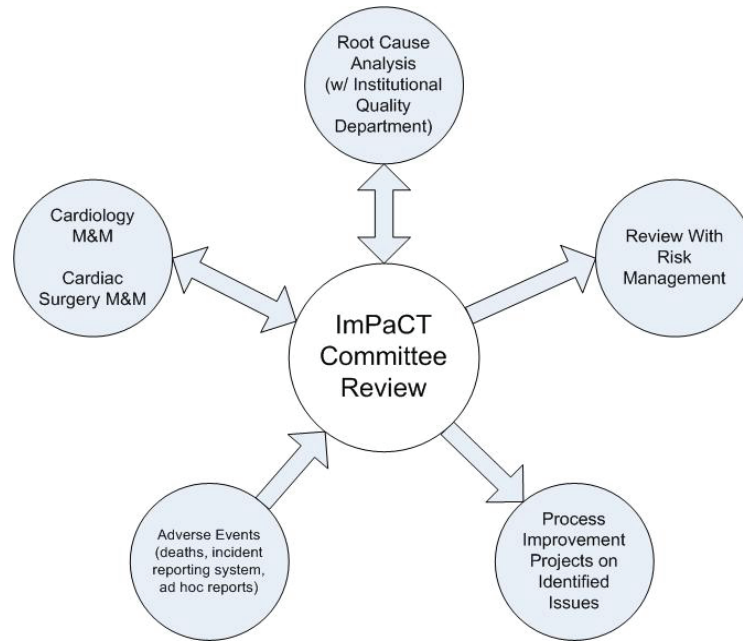 Root Cause
Analysis
(w/ Institutional
Quality
Department)
Cardiology
M&M
Cardiac
Surgery M&M
Review With
Risk
Management
ImPaCT
Committee
Review
Adverse Events
(deaths, incident
reporting system,
ad hoc reports)
Process
Improvement
Projects on
Identified
Issues